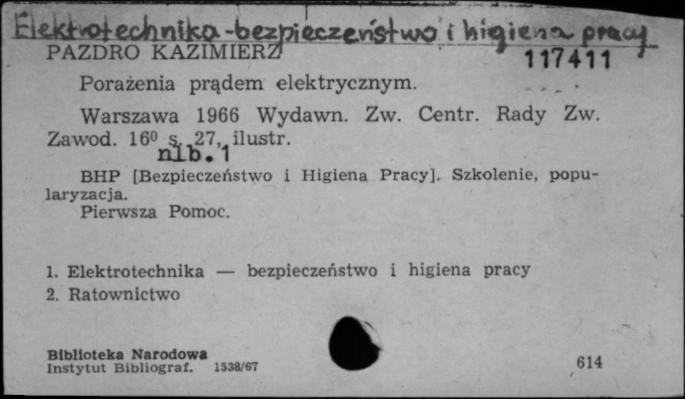 Elektrotechnika-bezpieczeństwo i higiena pracy
PAZDRO KAZIMIERZ 117411
Porażenia prądem elektrycznym.
Warszawa 1966 Wydawn. Zw. Centr. Rady Zw.
Zawod. 16º s. 27, ilustr.
nlb. 1
BHP [Bezpieczeństwo i Higiena Pracy]. Szkolenie, popu-
laryzacja.
Pierwsza Pomoc.
1. Elektrotechnika — bezpieczeństwo i higiena pracy
2. Ratownictwo
Biblioteka Narodowa
Instytut Bibliograf. 1538/67 614